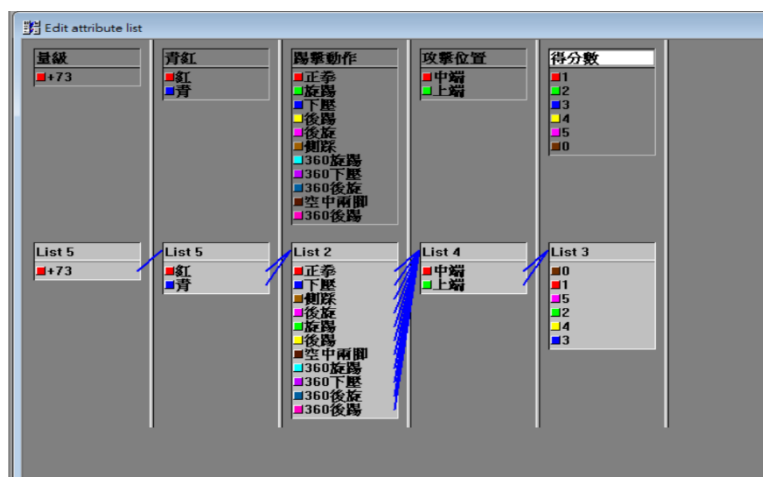 Edit attribute list
量級
+73
青紅
紅
青
踢擊動作
正拳
旋踢
下壓
後踢
後旋
側踩
360旋踢
360下壓
360後旋
空中兩腳
360後踢
攻擊位置
中端
上端
得分數
1
2
3
4
5
0
List 5
+73
List 5
紅
青
List 2
正拳
下壓
側踩
後旋
旋踢
後踢
空中兩腳
360旋踢
360下壓
360後旋
360後踢
List 4
中端
上端
List 3
0
1
5
2
4
3